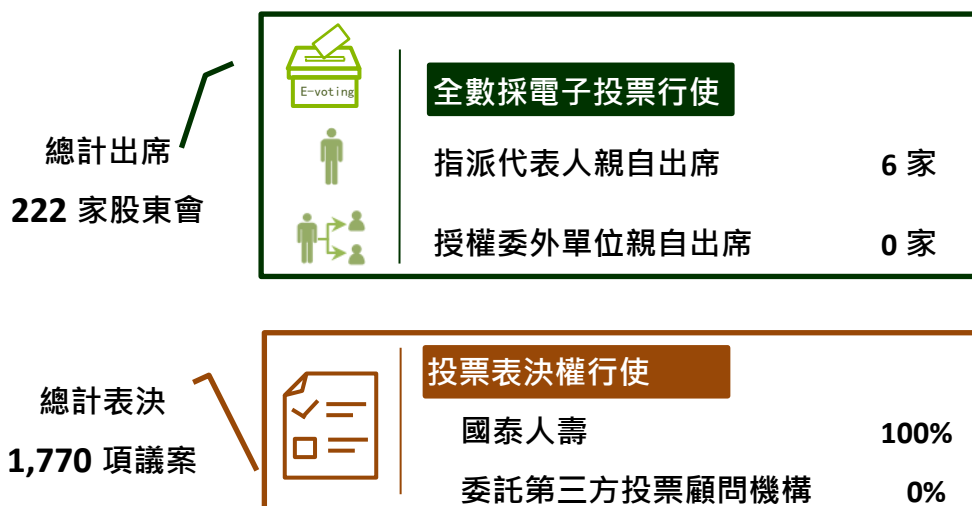 E-voting
全數採電子投票行使
總計出席
222 家股東會
指派代表人親自出席 6 家
授權委外單位親自出席 0 家
投票表決權行使
總計表決
1,770 項議案
國泰人壽 100%
委託第三方投票顧問機構 0%